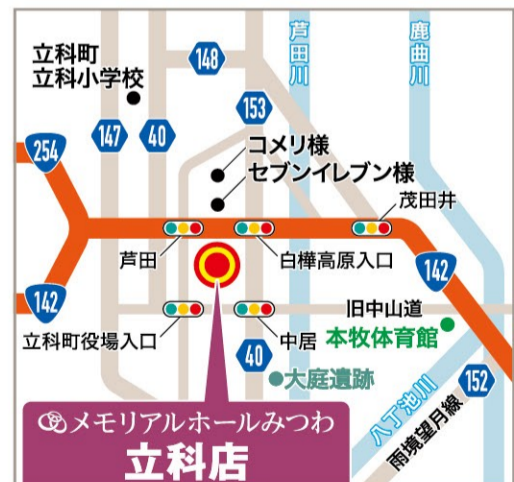 立科町
立科小学校
148
芦田川
鹿曲川
147
40
153
254
コメリ様
セブンイレブン様
茂田井
芦田
白樺高原入口
142
142
旧中山道
立科町役場入口
中居
本牧体育館
40
大庭遺跡
八丁池川
雨境望月線
152
メモリアルホールみつわ
立科店